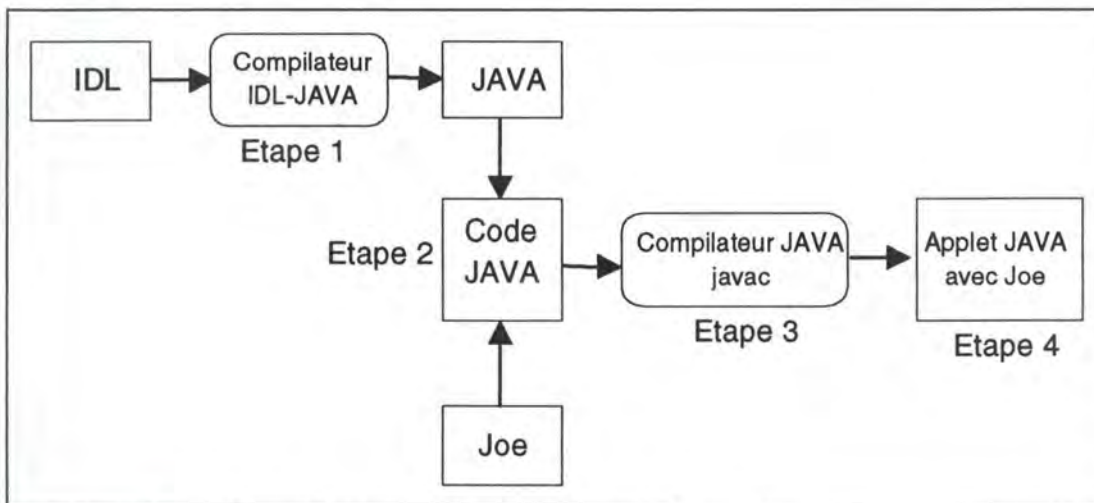 IDL
Compilateur
IDL-JAVA
JAVA
Etape 1
Etape 2
Code
JAVA
Compilateur JAVA
javac
Applet JAVA
avec Joe
Etape 3
Etape 4
Joe